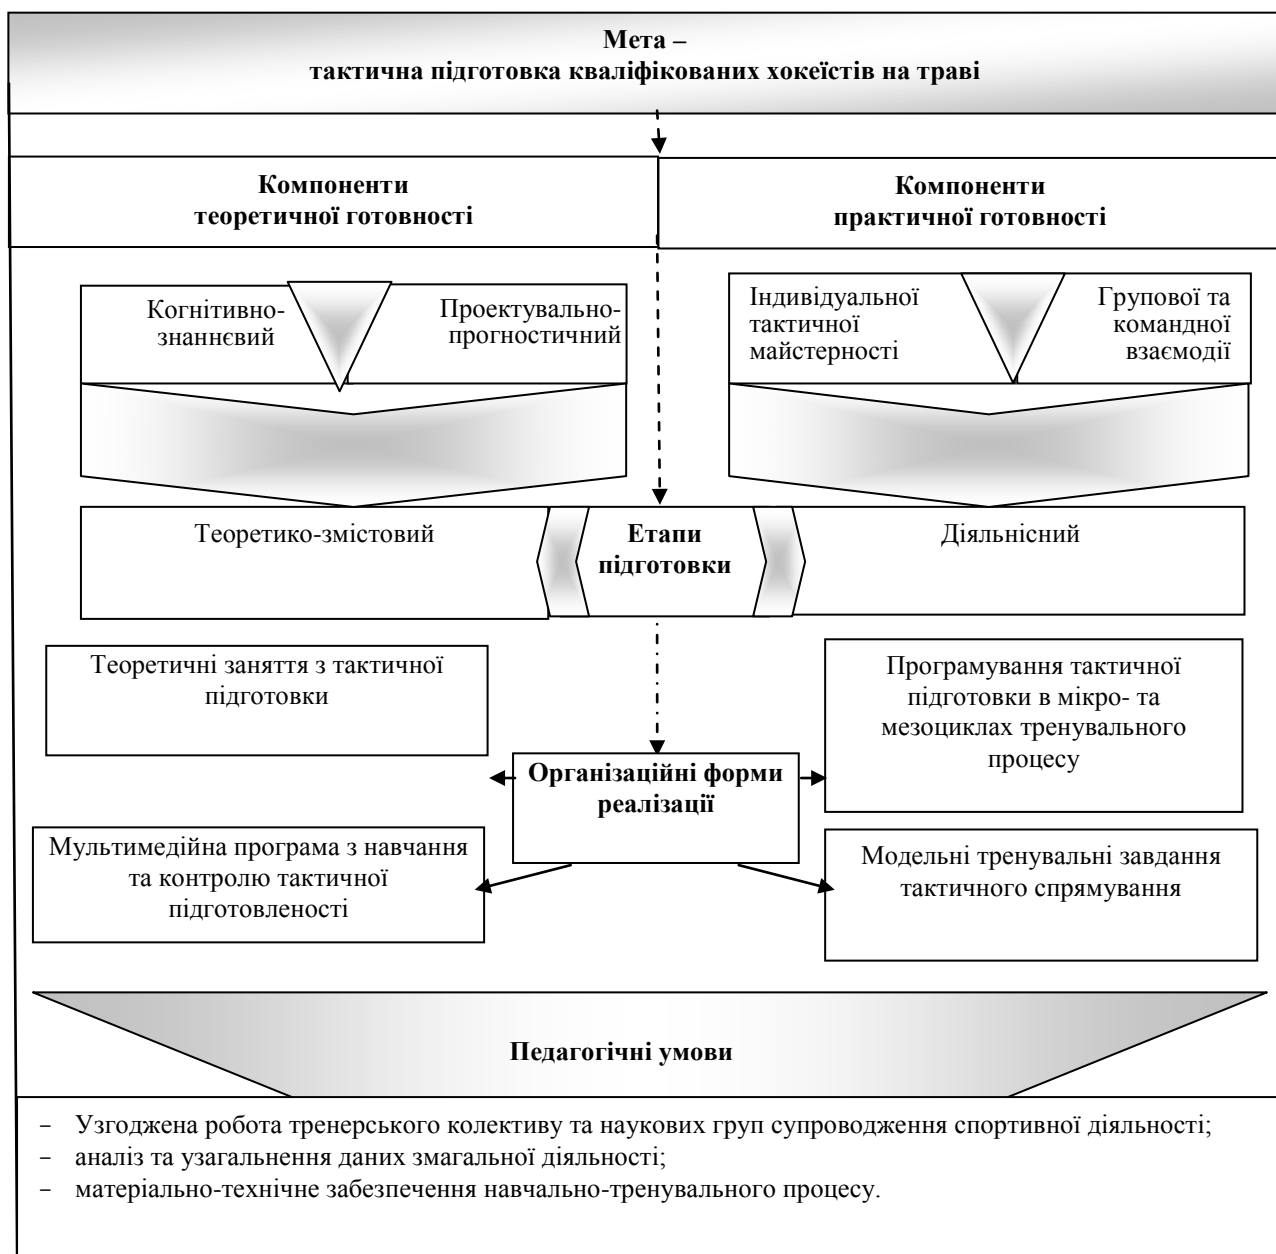 Мета –
тактична підготовка кваліфікованих хокеїстів на траві
Компоненти
теоретичної готовності
Компоненти
практичної готовності
Когнітивно-
знаннєвий
Проектувально-
прогностичний
Індивідуальної
тактичної
майстерності
Групової та
командної
взаємодії
Теоретико-змістовий
Етапи
підготовки
Діяльнісний
Теоретичні заняття з тактичної
підготовки
Програмування тактичної
підготовки в мікро- та
мезоциклах тренувального
процесу
Організаційні форми
реалізації
Мультимедійна програма з навчання
та контролю тактичної
підготовленості
Модельні тренувальні завдання
тактичного спрямування
Педагогічні умови
– Узгоджена робота тренерського колективу та наукових груп супроводження спортивної діяльності;
– аналіз та узагальнення даних змагальної діяльності;
– матеріально-технічне забезпечення навчально-тренувального процесу.